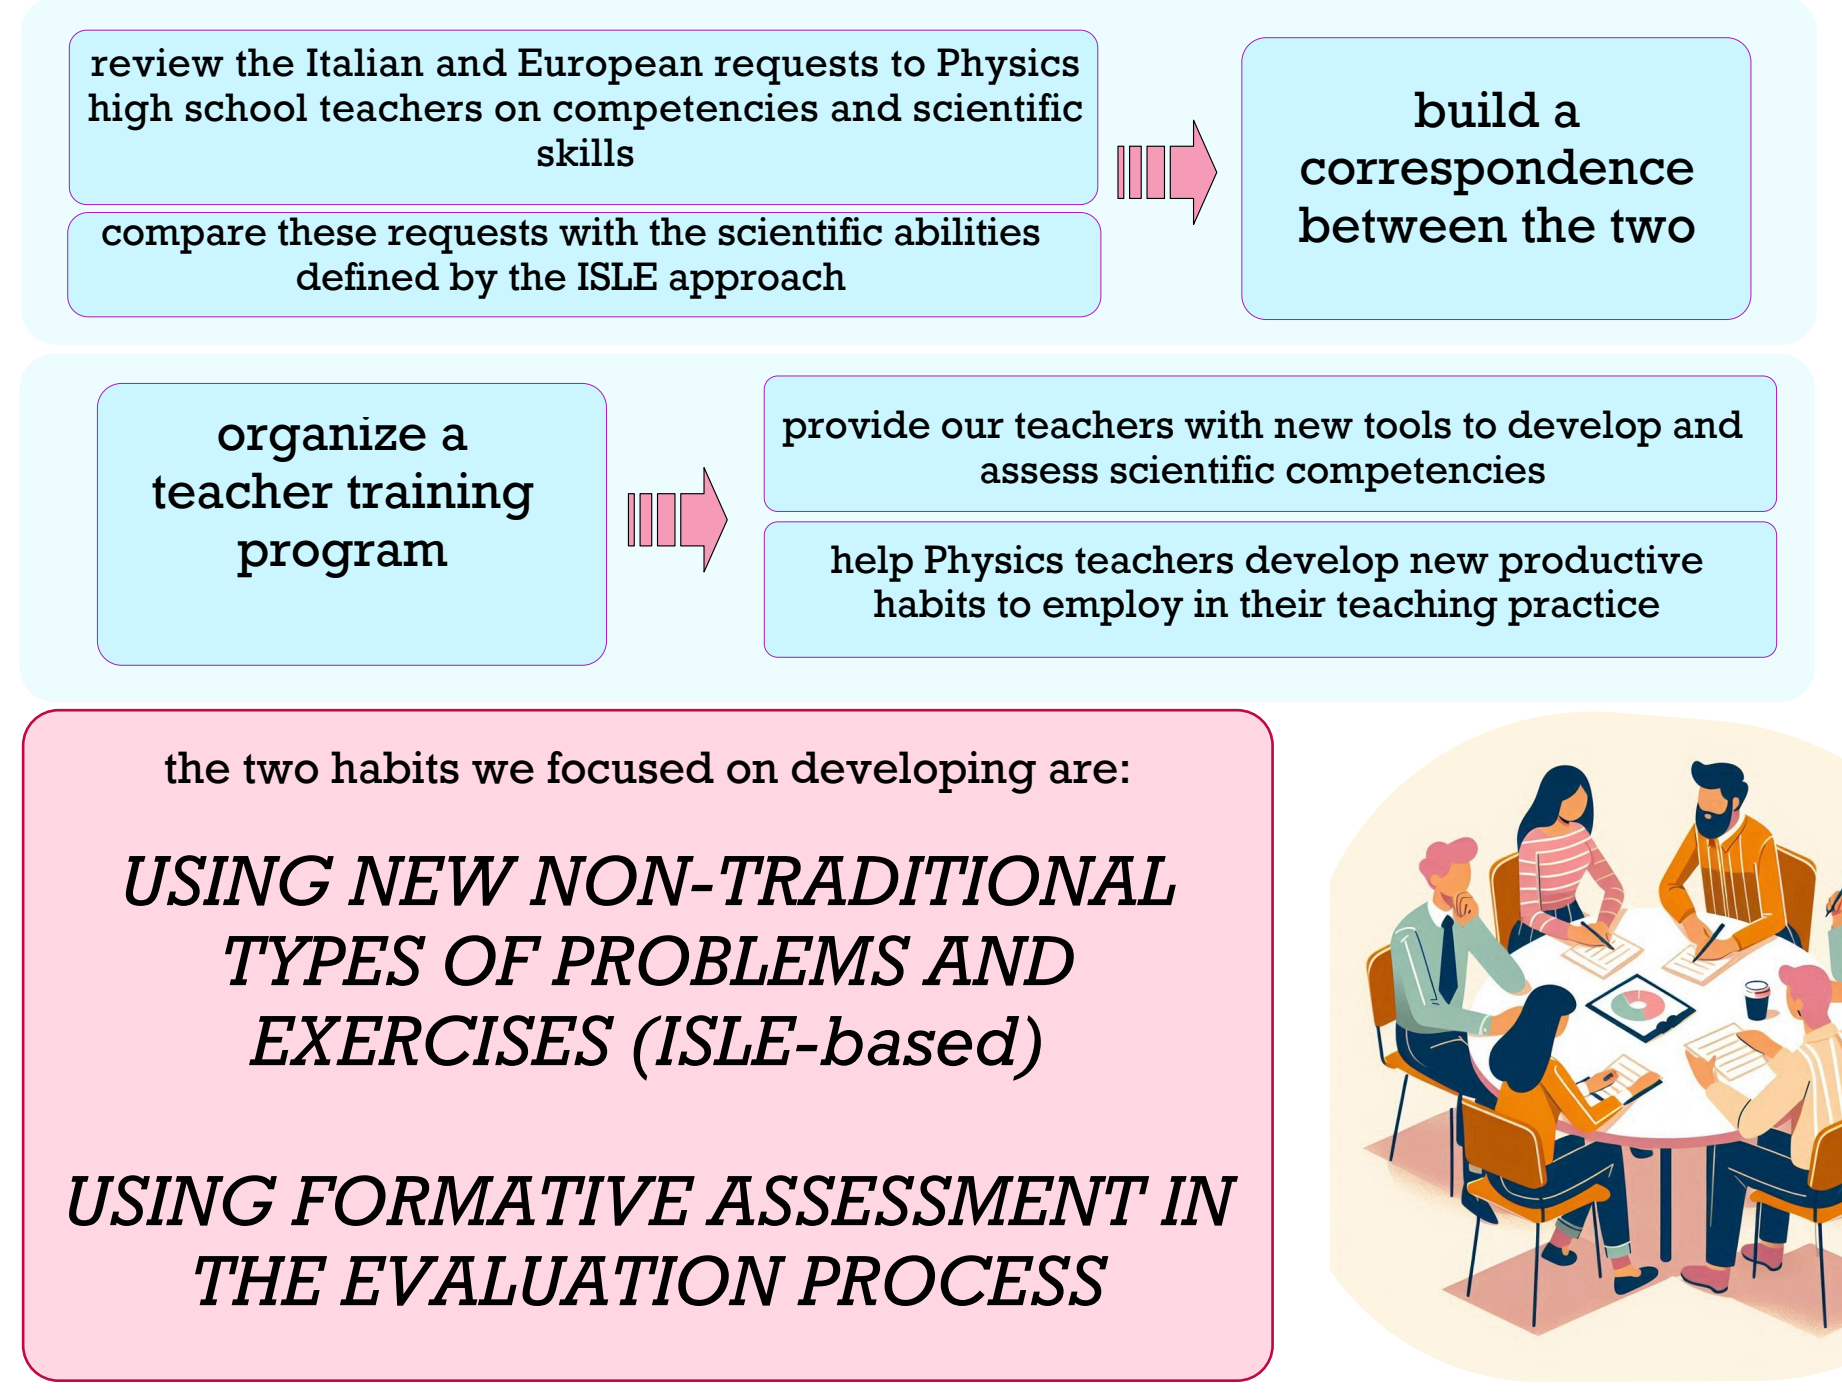 review the Italian and European requests to Physics
high school teachers on competencies and scientific
skills
compare these requests with the scientific abilities
defined by the ISLE approach
build a
correspondence
between the two
organize a
teacher training
program
provide our teachers with new tools to develop and
assess scientific competencies
help Physics teachers develop new productive
habits to employ in their teaching practice
the two habits we focused on developing are:
USING NEW NON-TRADITIONAL
TYPES OF PROBLEMS AND
EXERCISES (ISLE-based)
USING FORMATIVE ASSESSMENT IN
THE EVALUATION PROCESS